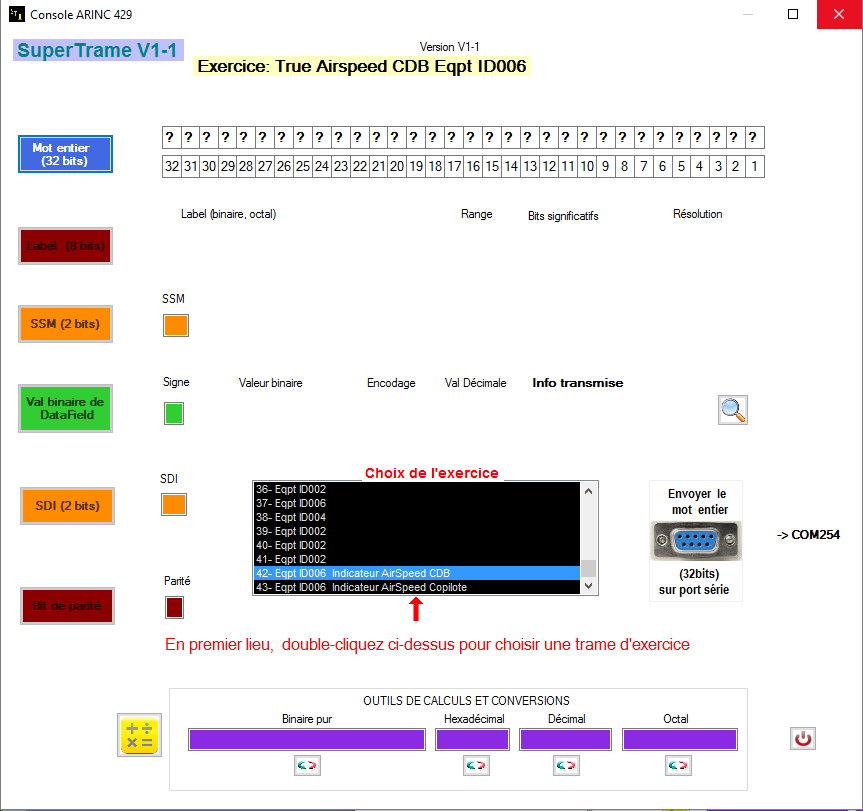 Console ARINC 429
SuperTrame V1-1
Version V1-1
Exercice: True Airspeed CDB Eqpt ID006
Mot entier
(32 bits)
? ? ? ? ? ? ? ? ? ? ? ? ? ? ? ? ? ? ? ? ? ? ? ? ? ? ? ? ? ? ? ?
32 31 30 29 28 27 26 25 24 23 22 21 20 19 18 17 16 15 14 13 12 11 10 9 8 7 6 5 4 3 2 1
Label (binaire, octal) Range Bits significatifs Résolution
Label (8 bits)
SSM
SSM (2 bits)
Signe Valeur binaire Encodage Val Décimale Info transmise
Val binaire de
DataField
SDI
SDI (2 bits)
Choix de l'exercice
36- Eqpt ID002
37- Eqpt ID006
38- Eqpt ID004
39- Eqpt ID002
40- Eqpt ID002
41- Eqpt ID002
42- Eqpt ID006 Indicateur AirSpeed CDB
43- Eqpt ID006 Indicateur AirSpeed Copilote
Envoyer le
mot entier
(32bits)
sur port série
-> COM254
Parité
Bit de parité
En premier lieu, double-cliquez ci-dessus pour choisir une trame d'exercice
OUTILS DE CALCULS ET CONVERSIONS
Binaire pur Hexadécimal Décimal Octal